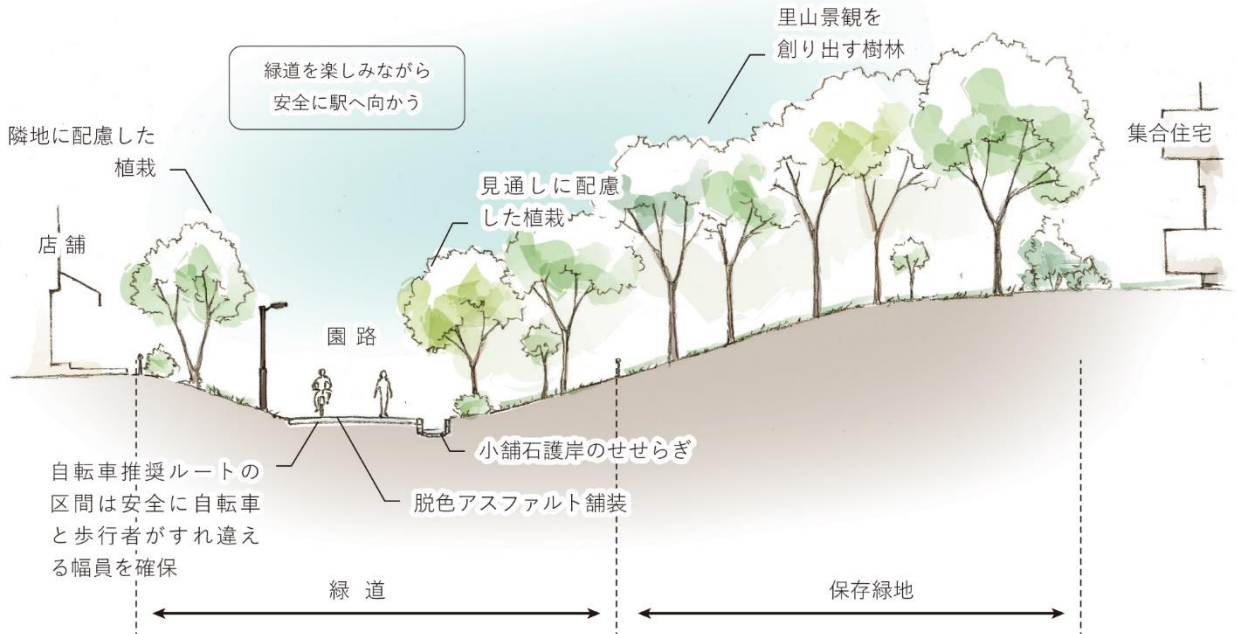 里山景観を
創り出す樹林
緑道を楽しみながら
安全に駅へ向かう
隣地に配慮した
植栽
集合住宅
見通しに配慮
した植栽
店舗
園路
小舗石護岸のせせらぎ
自転車推奨ルートの
区間は安全に自転車
と歩行者がすれ違え
る幅員を確保
脱色アスファルト舗装
緑道
保存緑地